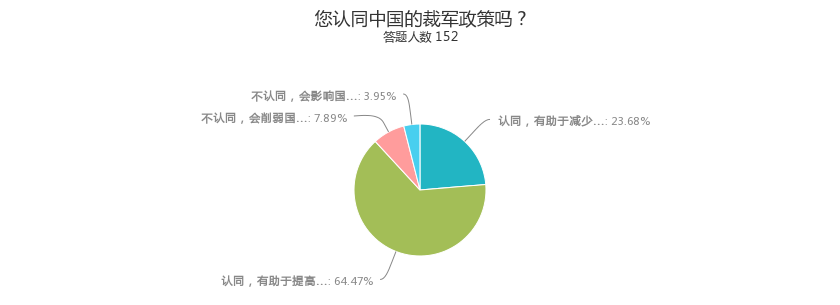 您认同中国的裁军政策吗？
答题人数 152
不认同，会影响国...: 3.95%
不认同，会削弱国...: 7.89%
认同，有助于减少...: 23.68%
认同，有助于提高...: 64.47%